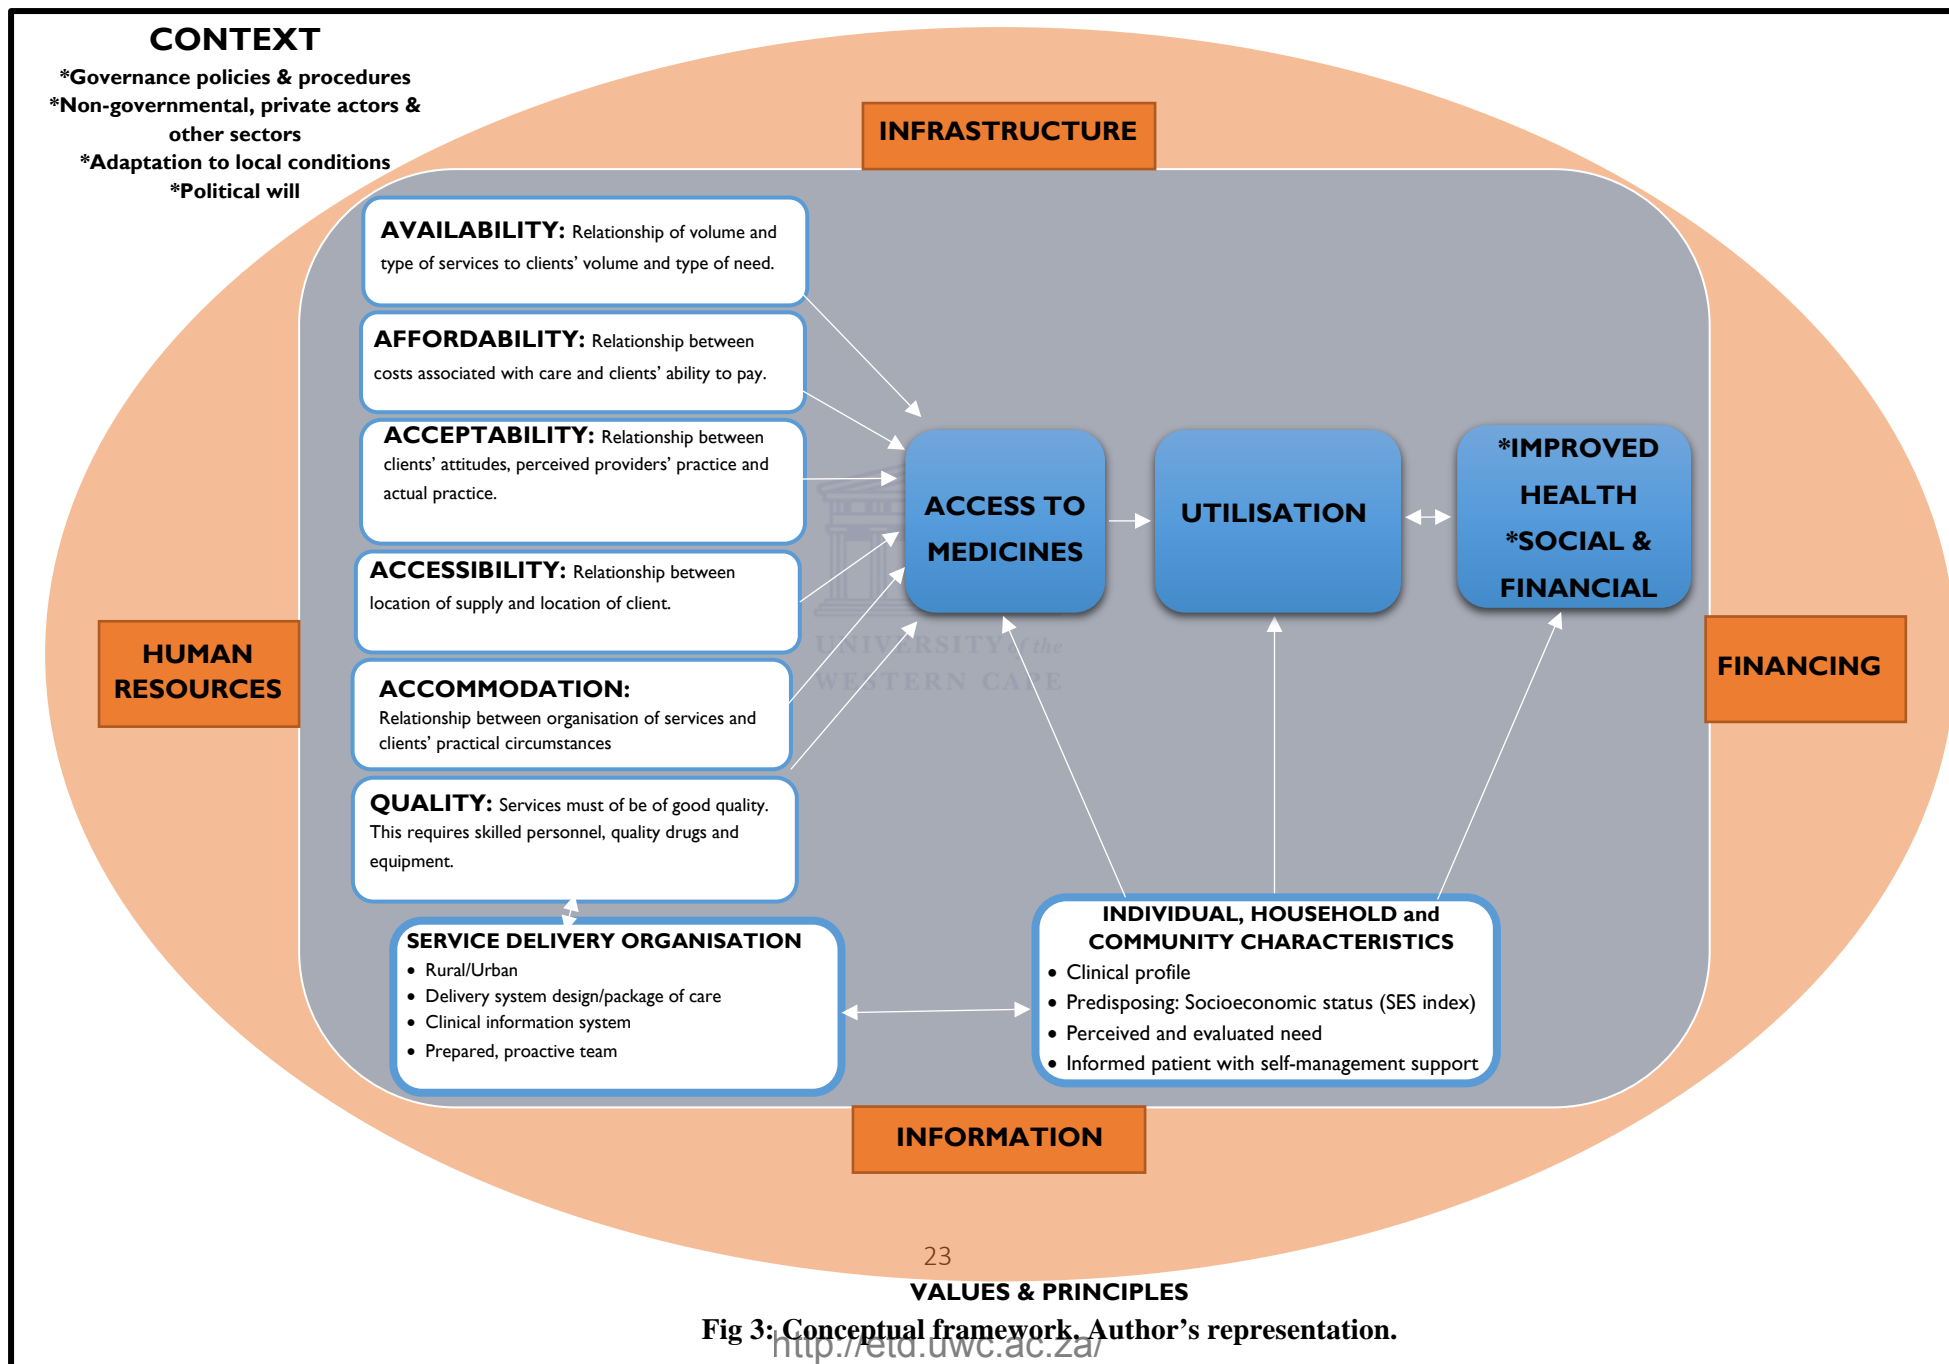 CONTEXT
*Governance policies & procedures
*Non-governmental, private actors &
other sectors
*Adaptation to local conditions
*Political will
INFRASTRUCTURE
AVAILABILITY: Relationship of volume and
type of services to clients’ volume and type of need.
AFFORDABILITY: Relationship between
costs associated with care and clients’ ability to pay.
ACCEPTABILITY: Relationship between
clients’ attitudes, perceived providers’ practice and
actual practice.
ACCESSIBILITY: Relationship between
location of supply and location of client.
ACCOMMODATION:
Relationship between organisation of services and
clients’ practical circumstances
QUALITY: Services must of be of good quality.
This requires skilled personnel, quality drugs and
equipment.
ACCESS TO
MEDICINES
UTILISATION
*IMPROVED
HEALTH
*SOCIAL &
FINANCIAL
UNIVERSITY of the
WESTERN CAPE
HUMAN
RESOURCES
FINANCING
SERVICE DELIVERY ORGANISATION
• Rural/Urban
• Delivery system design/package of care
• Clinical information system
• Prepared, proactive team
INDIVIDUAL, HOUSEHOLD and
COMMUNITY CHARACTERISTICS
• Clinical profile
• Predisposing: Socioeconomic status (SES index)
• Perceived and evaluated need
• Informed patient with self-management support
INFORMATION
23
VALUES & PRINCIPLES
Fig 3: Conceptual framework. Author’s representation.
http://etd.uwc.ac.za/